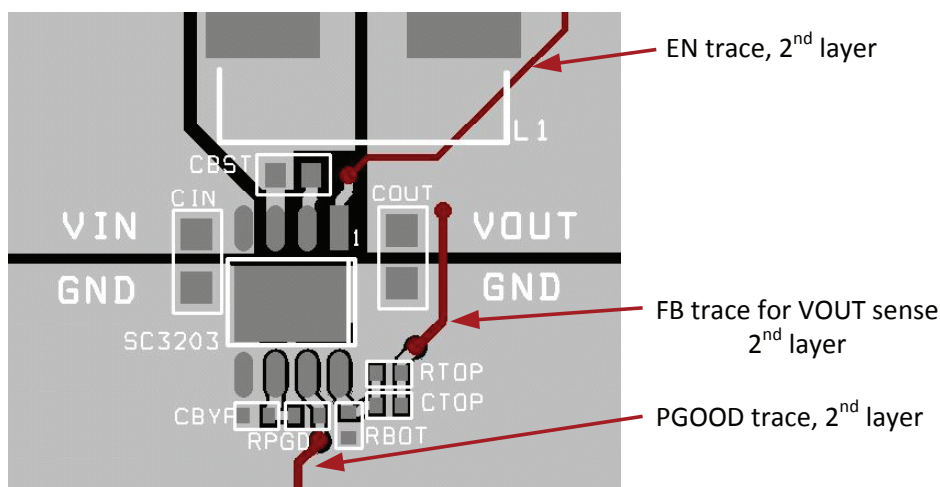 EN trace, 2nd layer
L1
CBST
CIN
COUT
VIN
1
VOUT
GND
GND
FB trace for VOUT sense
2nd layer
SC3203
RTOP
CTOP
CBYP
RPGD
RBOT
PGOOD trace, 2nd layer